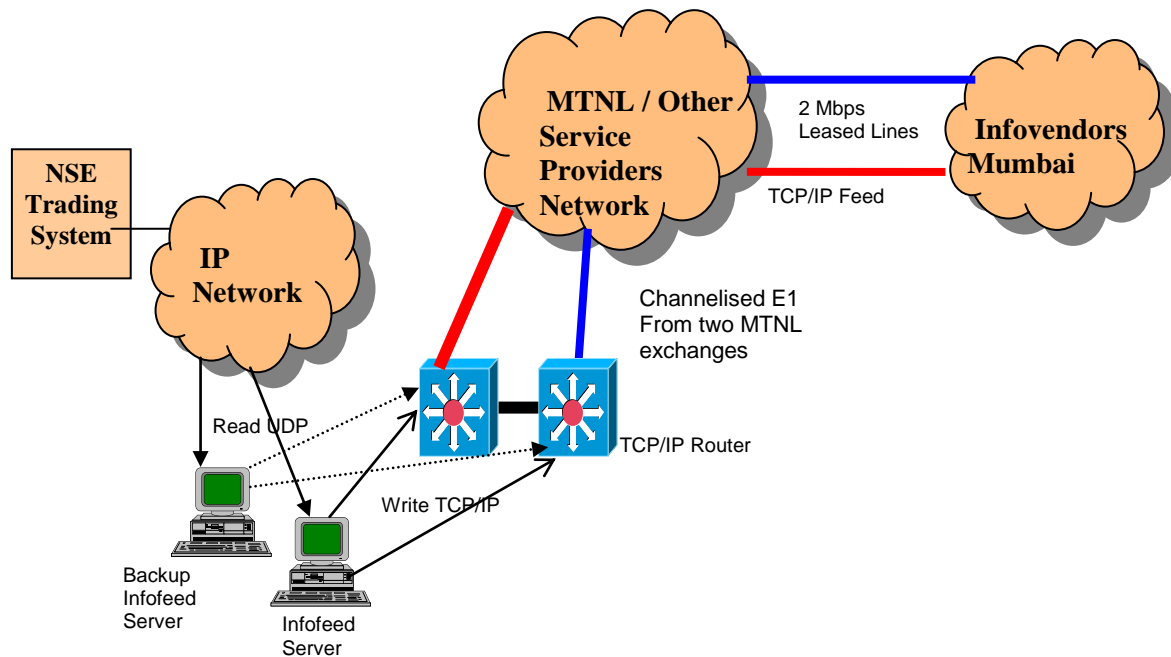 MTNL / Other
Service
Providers
Network
2 Mbps
Leased Lines
Infovendors
Mumbai
TCP/IP Feed
NSE
Trading
System
IP
Network
Channelised E1
From two MTNL
exchanges
Read UDP
TCP/IP Router
Write TCP/IP
Backup
Infofeed
Server
Infofeed
Server